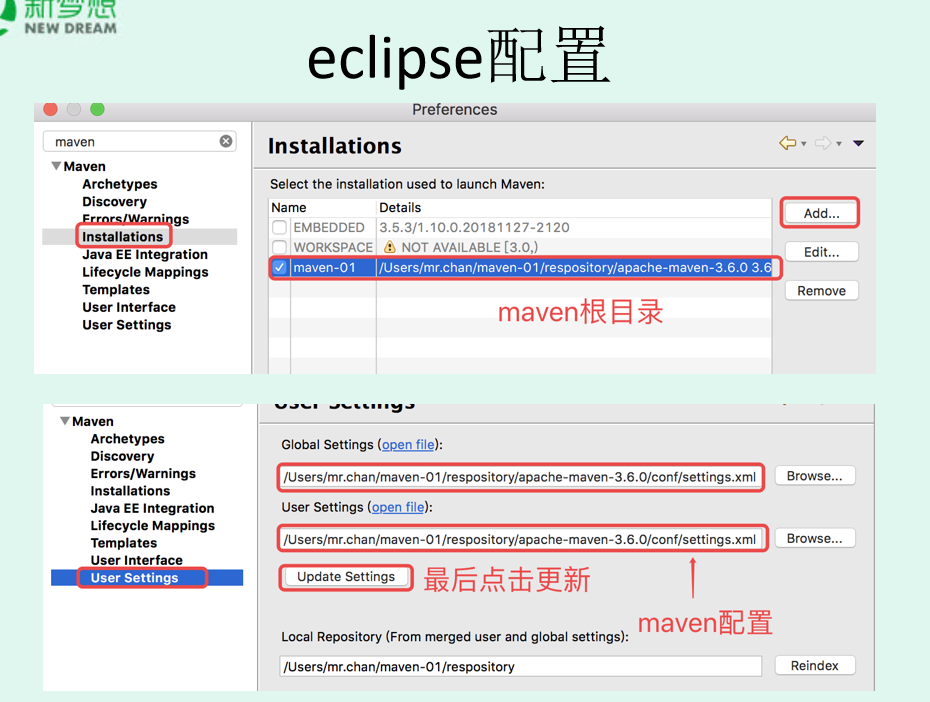 新梦想
NEW DREAM
eclipse配置
Preferences
maven
Maven
Archetypes
Discovery
Errors/Warnings
Installations
Java EE Integration
Lifecycle Mappings
Templates
User Interface
User Settings
Installations
Select the installation used to launch Maven:
Name Details
EMBEDDED 3.5.3/1.10.0.20181127-2120
WORKSPACE NOT AVAILABLE [3.0,)
maven-01 /Users/mr.chan/maven-01/respository/apache-maven-3.6.0 3.6
Add...
Edit...
Remove
maven根目录
Maven
Archetypes
Discovery
Errors/Warnings
Installations
Java EE Integration
Lifecycle Mappings
Templates
User Interface
User Settings
User Settings
Global Settings (open file):
/Users/mr.chan/maven-01/respository/apache-maven-3.6.0/conf/settings.xml
Browse...
User Settings (open file):
/Users/mr.chan/maven-01/respository/apache-maven-3.6.0/conf/settings.xml
Browse...
Update Settings
最后点击更新
maven配置
Local Repository (From merged user and global settings):
/Users/mr.chan/maven-01/respository
Reindex